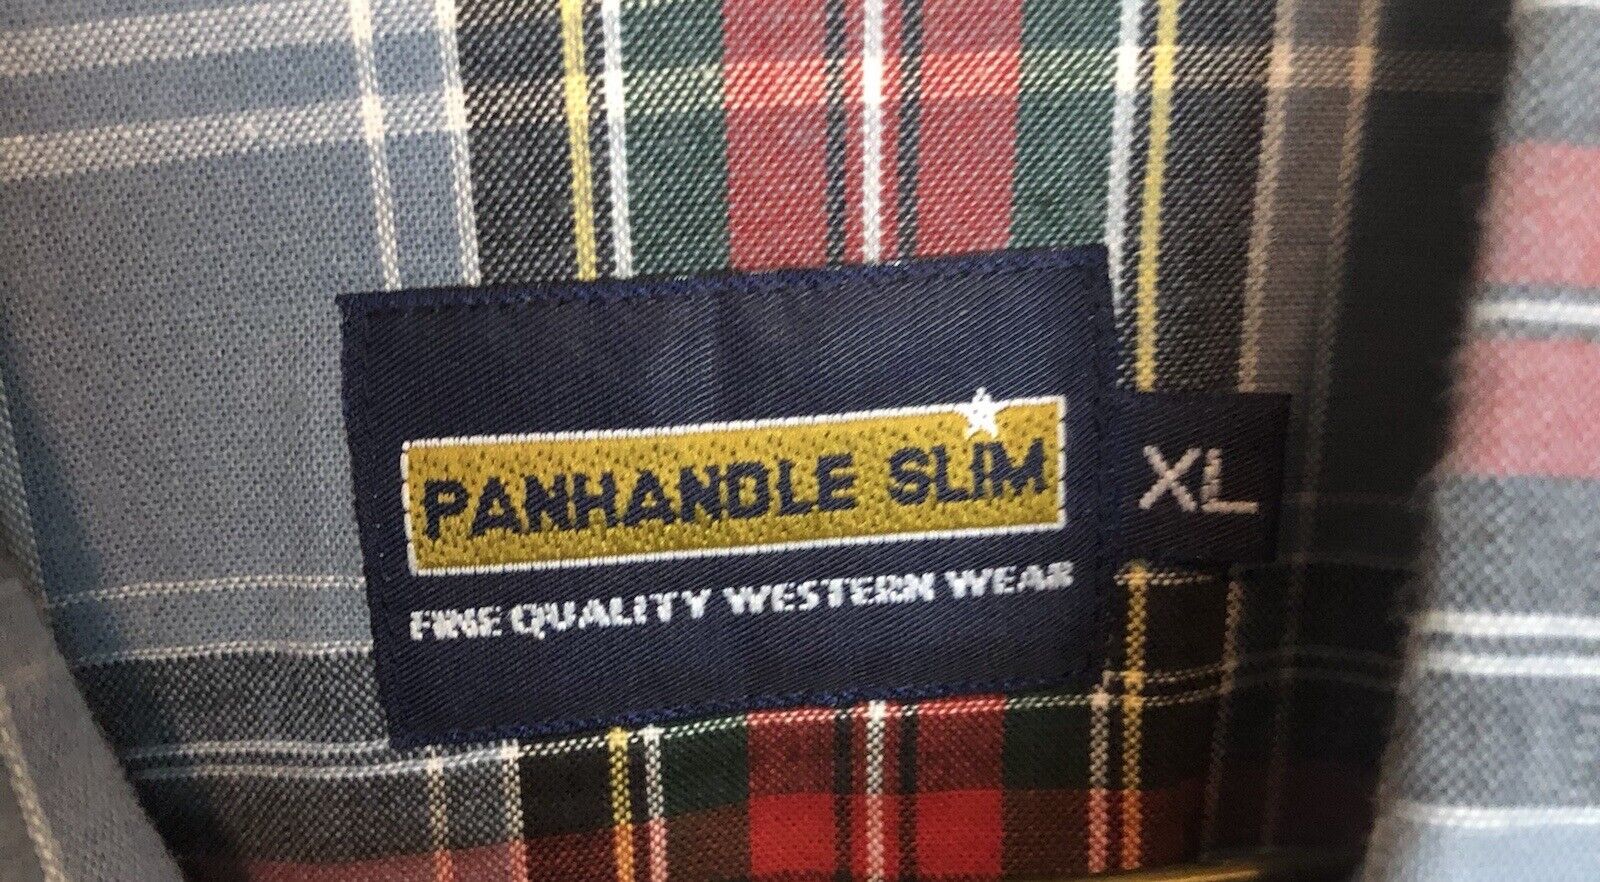 PANHANDLE SLIM
XL
FINE QUALITY WESTERN WEAR